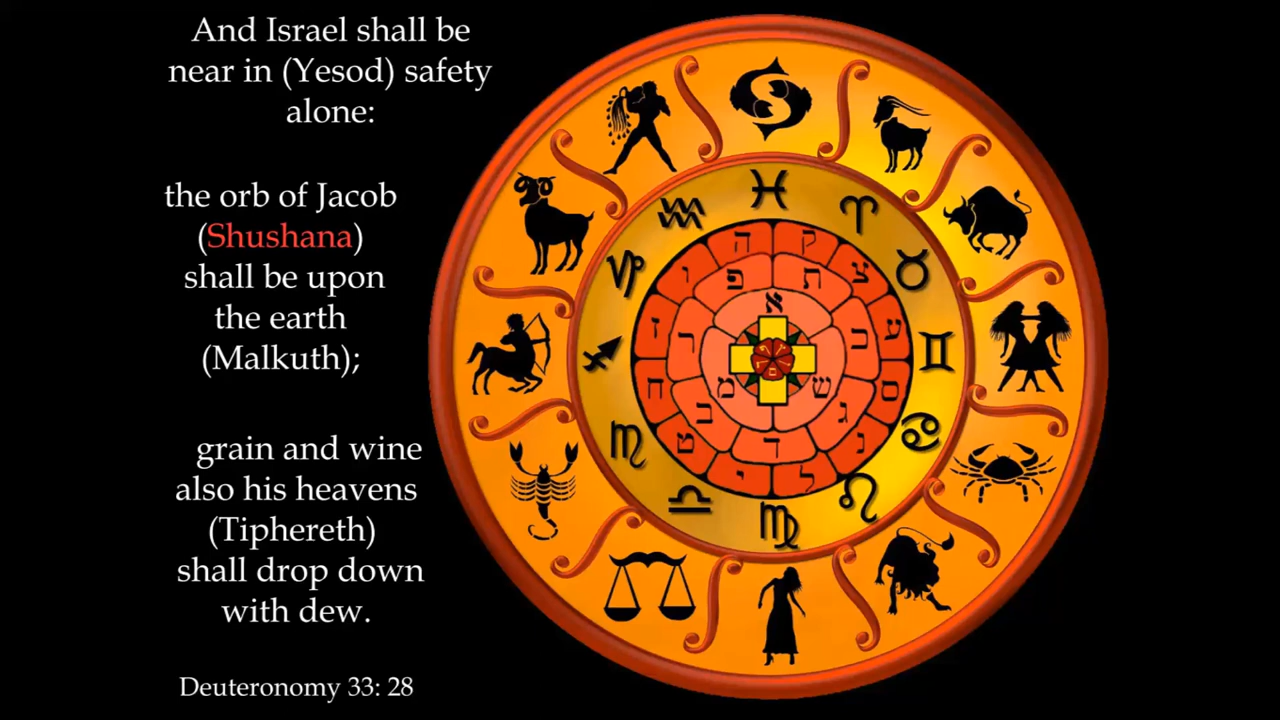 And Israel shall be
near in (Yesod) safety
alone:
the orb of Jacob
(Shushana)
shall be upon
the earth
(Malkuth);
grain and wine
also his heavens
(Tiphereth)
shall drop down
with dew.
Deuteronomy 33: 28
ה
ק
צ
ע
ס
נ
ל
י
ט
ח
ז
ו
פ
ת
ג
ד
ב
ר
א
ש
מ